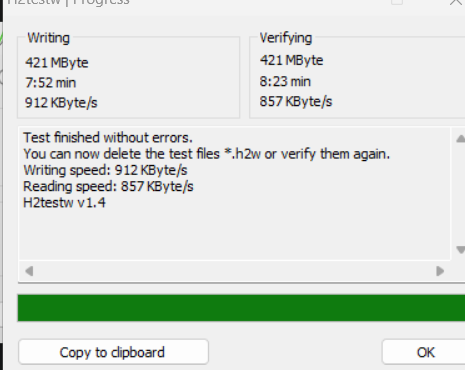 H2testw | Progress
Writing
421 MByte
7:52 min
912 KByte/s
Verifying
421 MByte
8:23 min
857 KByte/s
Test finished without errors.
You can now delete the test files *.h2w or verify them again.
Writing speed: 912 KByte/s
Reading speed: 857 KByte/s
H2testw v1.4
Copy to clipboard
OK